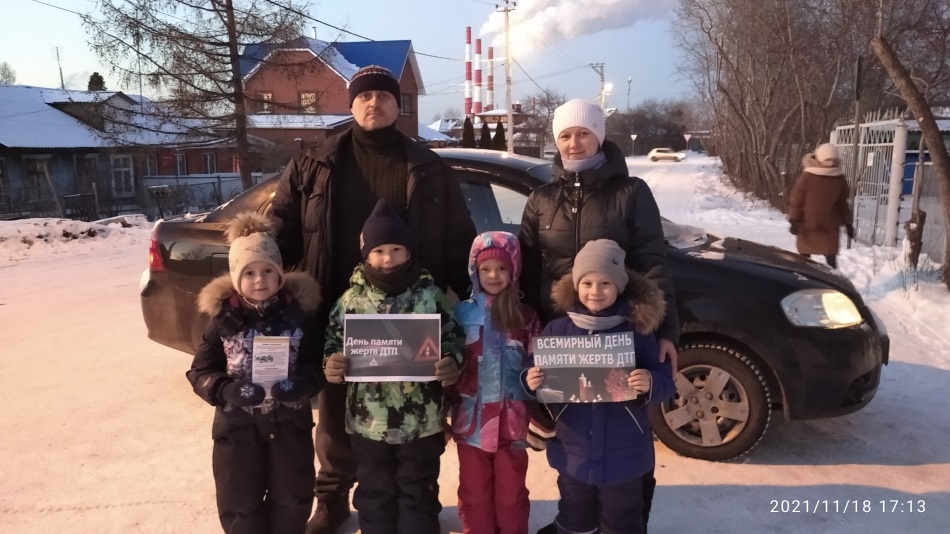 День памяти
жертв ДТП
ВСЕМИРНЫЙ ДЕНЬ
ПАМЯТИ ЖЕРТВ ДТП
2021/11/18 17:13